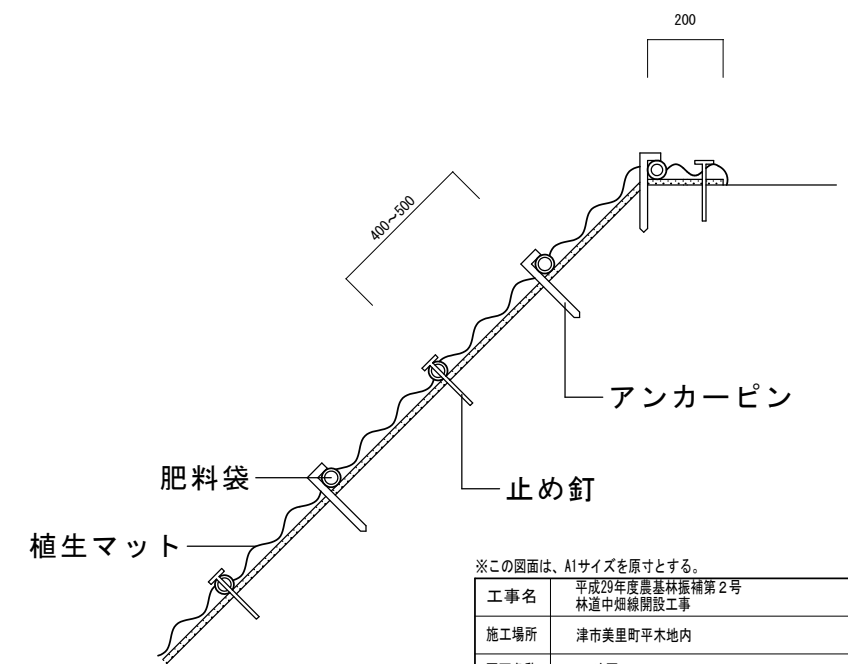 200
400~500
アンカーピン
肥料袋
止め釘
植生マット
※この図面は、A1サイズを原寸とする。
工事名 平成29年度農基林振補第2号
林道中畑線開設工事
施工場所 津市美里町平木地内